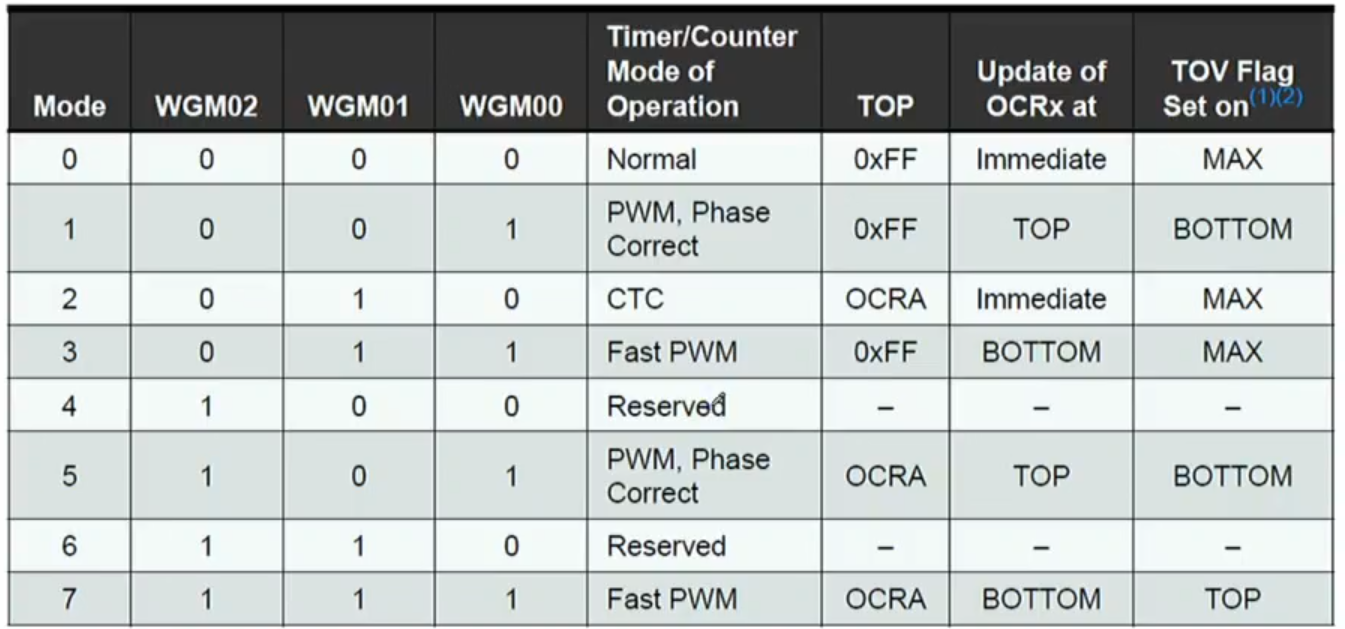 Mode WGM02 WGM01 WGM00 Timer/Counter Mode of Operation TOP Update of OCRx at TOV Flag Set on(1)(2)
0 0 0 0 Normal 0xFF Immediate MAX
1 0 0 1 PWM, Phase Correct 0xFF TOP BOTTOM
2 0 1 0 CTC OCRA Immediate MAX
3 0 1 1 Fast PWM 0xFF BOTTOM MAX
4 1 0 0 Reserved – – –
5 1 0 1 PWM, Phase Correct OCRA TOP BOTTOM
6 1 1 0 Reserved – – –
7 1 1 1 Fast PWM OCRA BOTTOM TOP